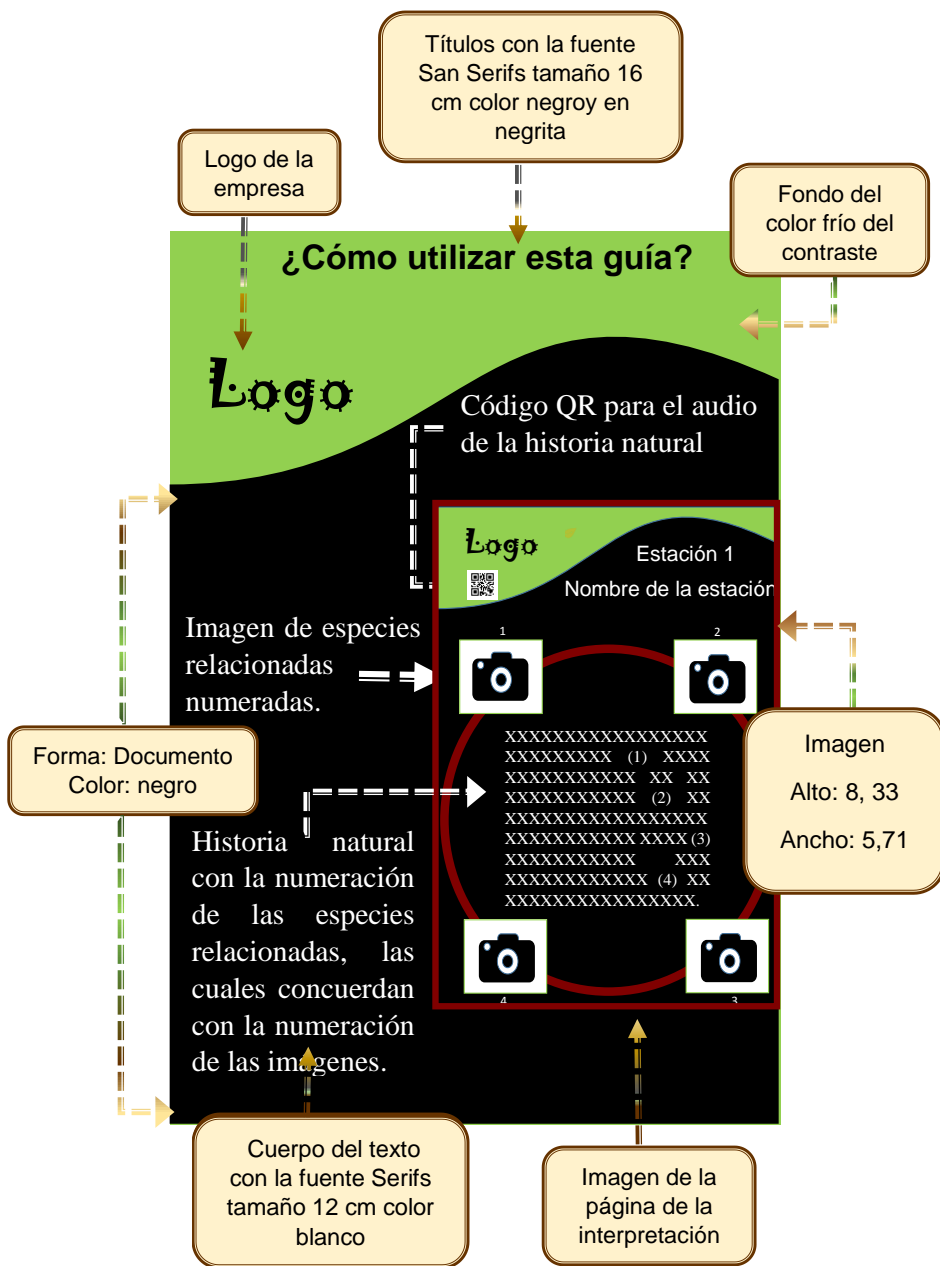 Títulos con la fuente
San Serifs tamaño 16
cm color negroy en
negrita
Logo de la
empresa
Fondo del
color frío del
contraste
¿Cómo utilizar esta guía?
Logo
Código QR para el audio
de la historia natural
Logo
Estación 1
Nombre de la estación
Imagen de especies
relacionadas
numeradas.
1
2
XXXXXXXXXXXXXXXXX
XXXXXXXXX (1) XXXX
XXXXXXXXXXX XX XX
XXXXXXXXXXX (2) XX
XXXXXXXXXXXXXXXXX
XXXXXXXXXXX XXXX (3)
XXXXXXXXXXX XXX
XXXXXXXXXXXX (4) XX
XXXXXXXXXXXXXXXX.
4
3
Forma: Documento
Color: negro
Imagen
Alto: 8, 33
Ancho: 5,71
Historia natural
con la numeración
de las especies
relacionadas, las
cuales concuerdan
con la numeración
de las imágenes.
Cuerpo del texto
con la fuente Serifs
tamaño 12 cm color
blanco
Imagen de la
página de la
interpretación